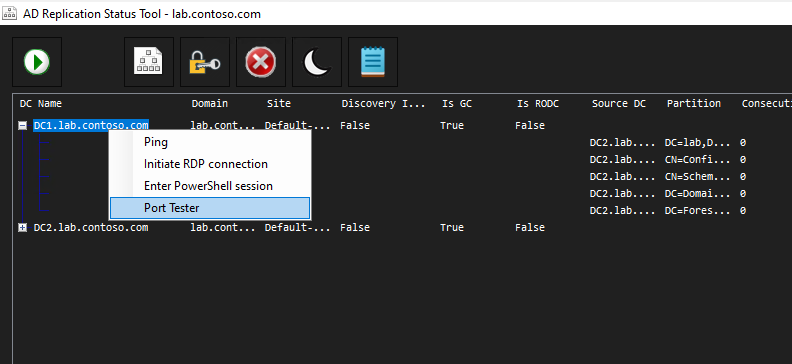 AD Replication Status Tool - lab.contoso.com
DC Name Domain Site Discovery I... Is GC Is RODC Source DC Partition Consecuti
DC1.lab.contoso.com lab.cont... Default-... False True False
Ping DC2.lab.... DC=lab,D... 0
Initiate RDP connection DC2.lab.... CN=Confi... 0
Enter PowerShell session DC2.lab.... CN=Schem... 0
DC2.lab.... DC=Domai... 0
Port Tester DC2.lab.... DC=Fores... 0
DC2.lab.contoso.com lab.cont... Default-... False True False